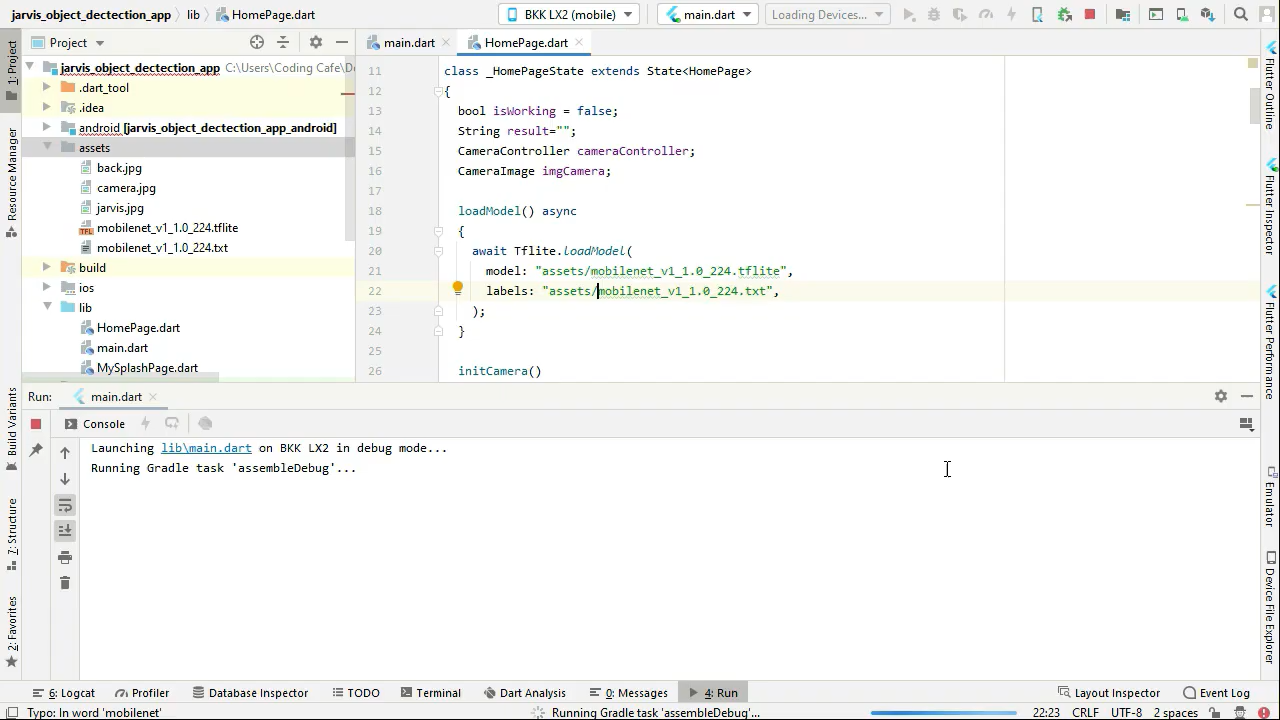 jarvis_object_dectection_app
lib
HomePage.dart
BKK LX2 (mobile)
main.dart
Loading Devices...
Project
main.dart
HomePage.dart
jarvis_object_dectection_app C:\Users\Coding Cafe\De
.dart_tool
.idea
android [jarvis_object_dectection_app_android]
assets
back.jpg
camera.jpg
jarvis.jpg
mobilenet_v1_1.0_224.tflite
mobilenet_v1_1.0_224.txt
build
ios
lib
HomePage.dart
main.dart
MySplashPage.dart
11 class _HomePageState extends State<HomePage>
12 {
13 bool isWorking = false;
14 String result="";
15 CameraController cameraController;
16 CameraImage imgCamera;
17
18 loadModel() async
19 {
20 await Tflite.loadModel(
21 model: "assets/mobilenet_v1_1.0_224.tflite",
22 labels: "assets/mobilenet_v1_1.0_224.txt",
23 );
24 }
25
26 initCamera()
1: Project
Resource Manager
Build Variants
7: Structure
2: Favorites
Flutter Outline
Flutter Inspector
Flutter Performance
Emulator
Device File Explorer
Run:
main.dart
Console
Launching lib\main.dart on BKK LX2 in debug mode...
Running Gradle task 'assembleDebug'...
6: Logcat
Profiler
Database Inspector
TODO
Terminal
Dart Analysis
0: Messages
4: Run
Layout Inspector
Event Log
Typo: In word 'mobilenet'
Running Gradle task 'assembleDebug'...
22:23
CRLF
UTF-8
2 spaces